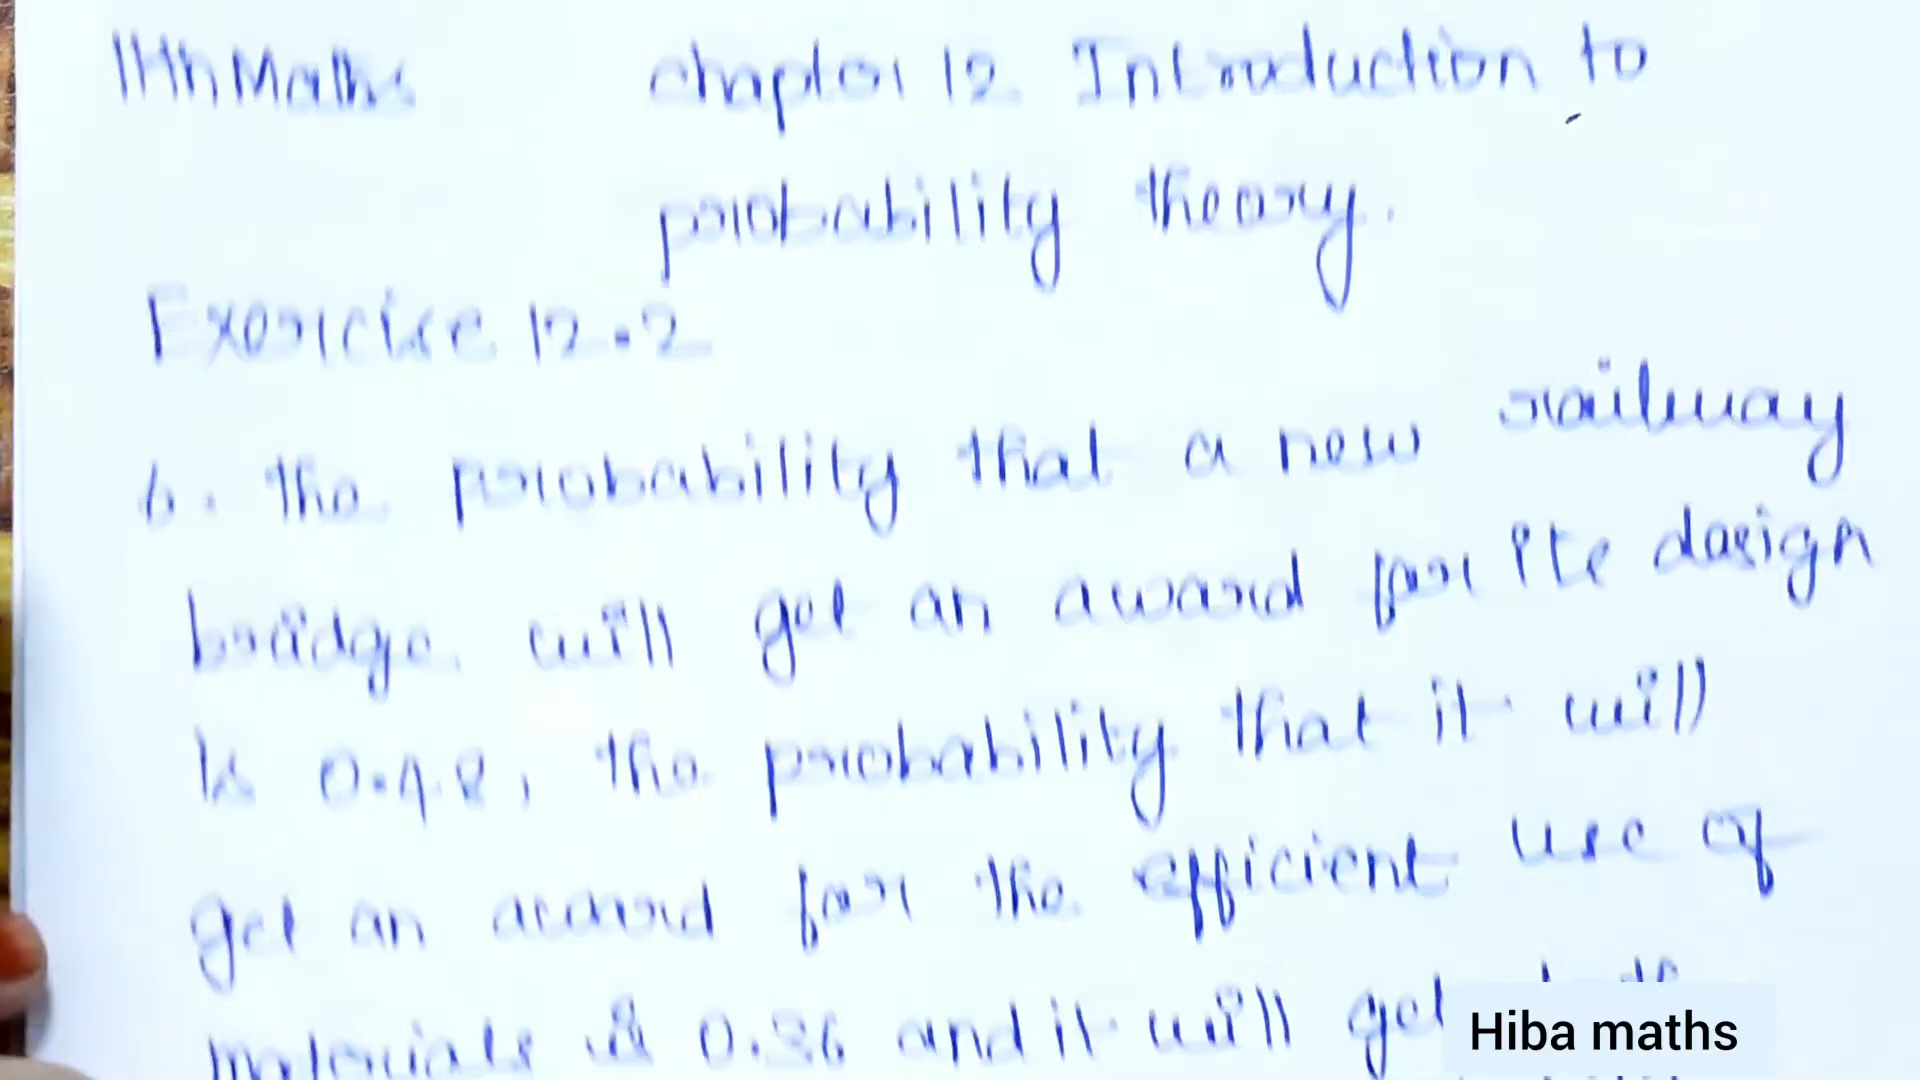 11th Maths chapter 12 Introduction to
probability theory.
Exercise 12.2
6. The probability that a new railway
bridge will get an award for its design
is 0.48, the probability that it will
get an award for the efficient use of
materials is 0.36 and it will get
Hiba maths